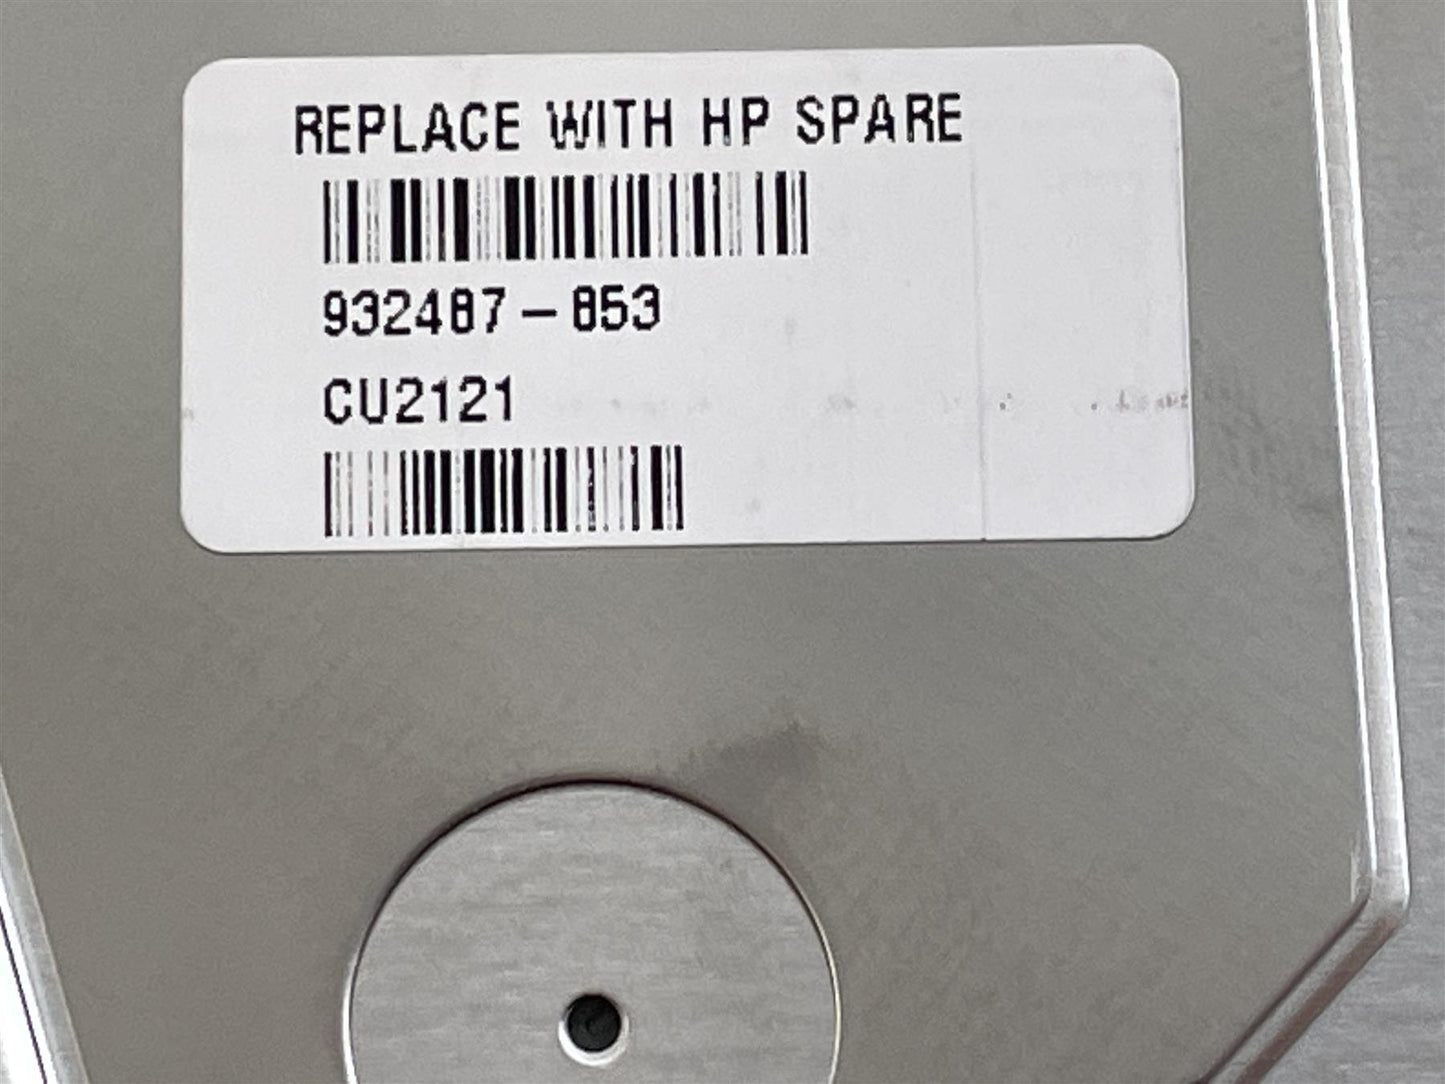 REPLACE WITH HP SPARE
932487-853
CU2121